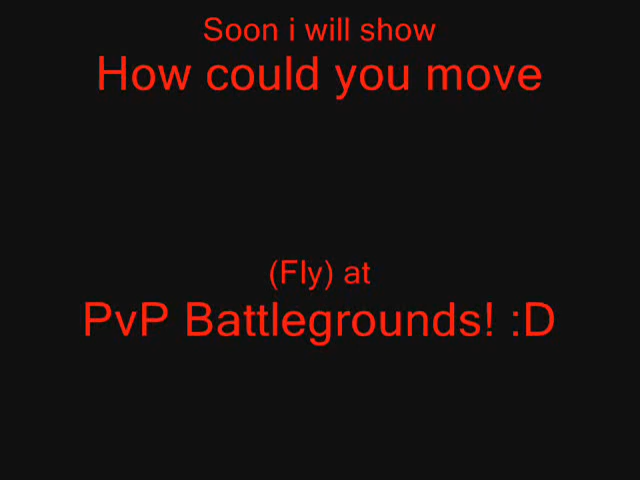 Soon i will show
How could you move
(Fly) at
PvP Battlegrounds! :D